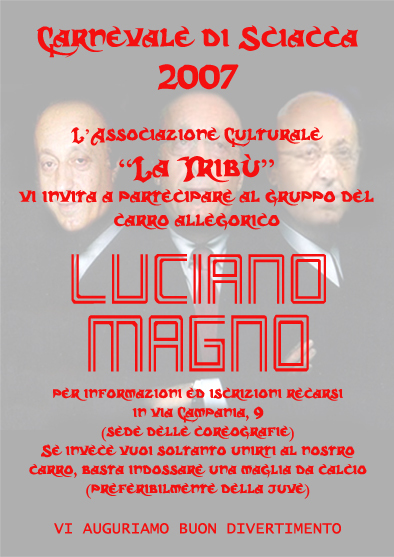 CARNEVALE DI SCIACCA
2007
L'ASSOCIAZIONE CULTURALE
“LA TRIBÙ”
VI INVITA A PARTECIPARE AL GRUPPO DEL
CARRO ALLEGORICO
LUCIANO
MAGNO
PER INFORMAZIONI ED ISCRIZIONI RECARSI
IN VIA CAMPANIA, 9
(SEDE DELLE COREOGRAFIE)
SE INVECE VUOI SOLTANTO UNIRTI AL NOSTRO
CARRO, BASTA INDOSSARE UNA MAGLIA DA CALCIO
(PREFERIBILMENTE DELLA JUVE)
VI AUGURIAMO BUON DIVERTIMENTO